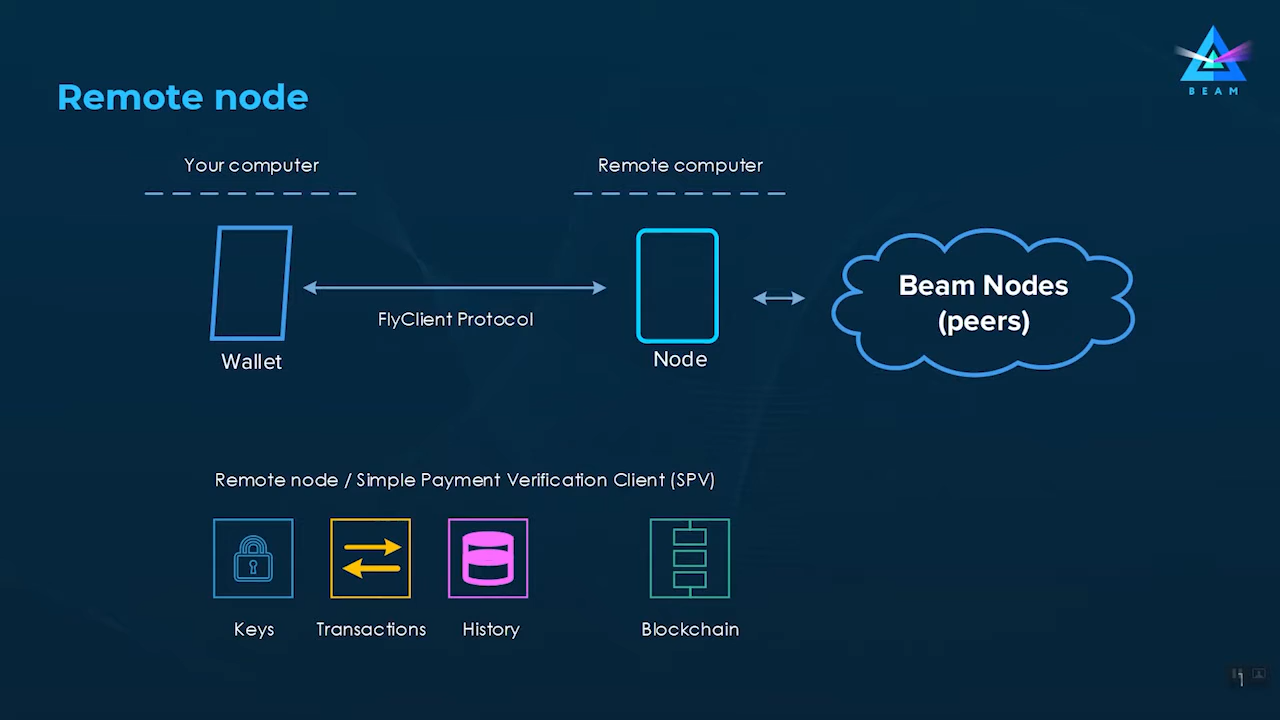 BEAM
Remote node
Your computer
Remote computer
Beam Nodes
(peers)
FlyClient Protocol
Wallet
Node
Remote node / Simple Payment Verification Client (SPV)
Keys
Transactions
History
Blockchain
1